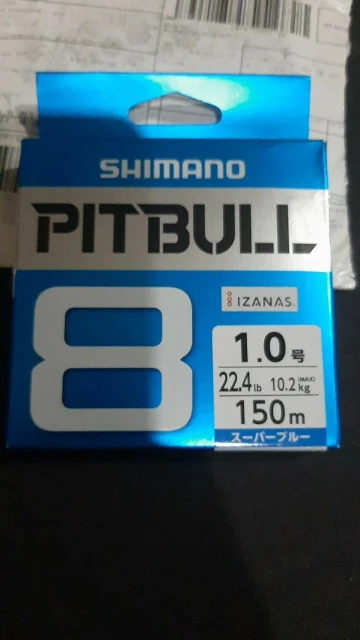 SHIMANO
PITBULL
8
IZANAS
1.0号
22.4lb 10.2kg(MAX)
150m
スーパーブルー